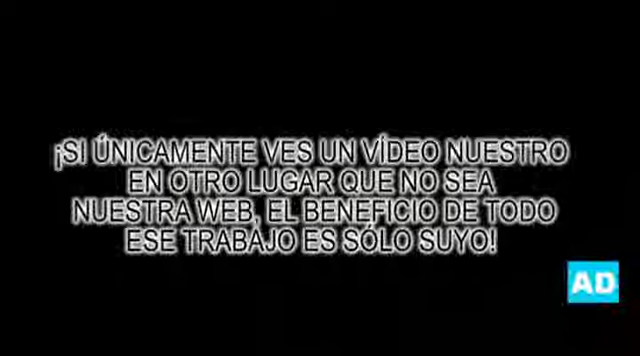 ¡SI ÚNICAMENTE VES UN VÍDEO NUESTRO
EN OTRO LUGAR QUE NO SEA
NUESTRA WEB, EL BENEFICIO DE TODO
ESE TRABAJO ES SÓLO SUYO!
AD